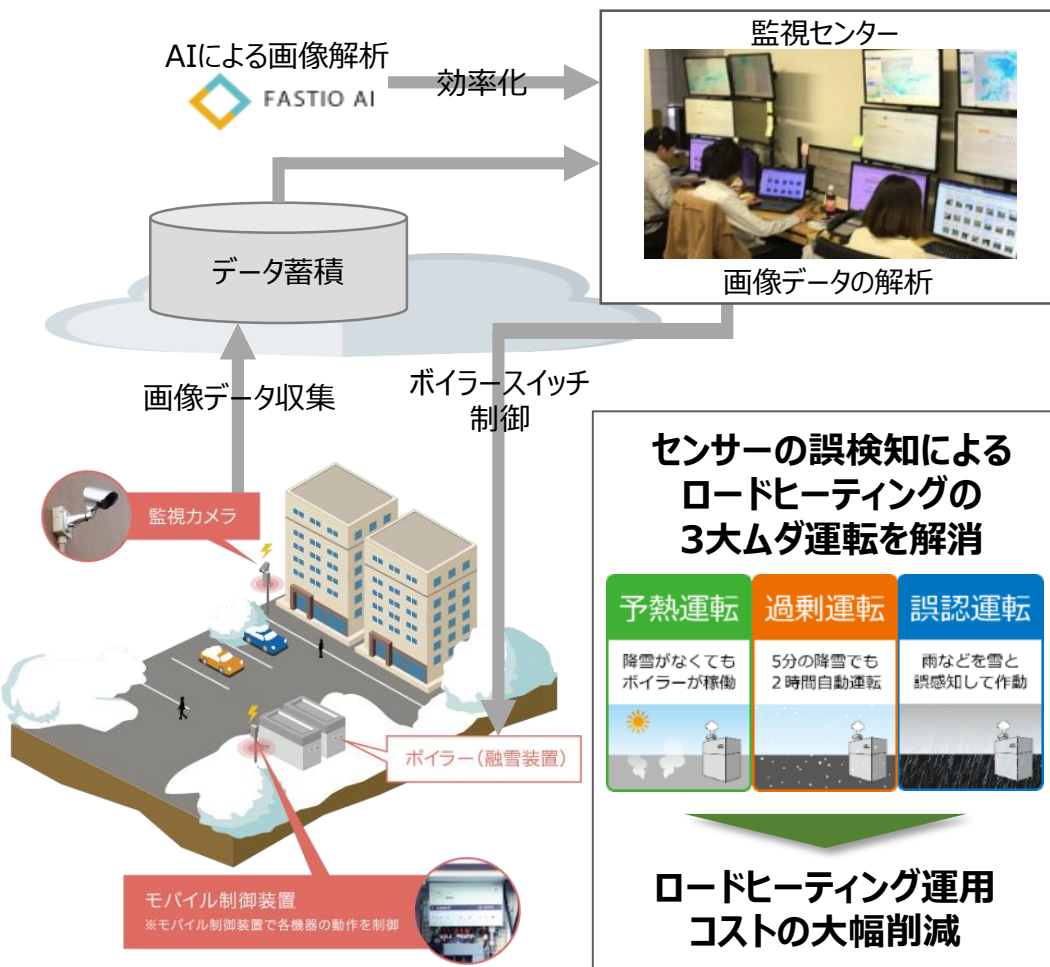 AIによる画像解析
FASTIO AI
効率化
監視センター
画像データの解析
データ蓄積
画像データ収集
ボイラースイッチ
制御
監視カメラ
ボイラー（融雪装置）
モバイル制御装置
※モバイル制御装置で各機器の動作を制御
センサーの誤検知による
ロードヒーティングの
3大ムダ運転を解消
予熱運転
降雪がなくても
ボイラーが稼働
過剰運転
5分の降雪でも
２時間自動運転
誤認運転
雨などを雪と
誤感知して作動
ロードヒーティング運用
コストの大幅削減